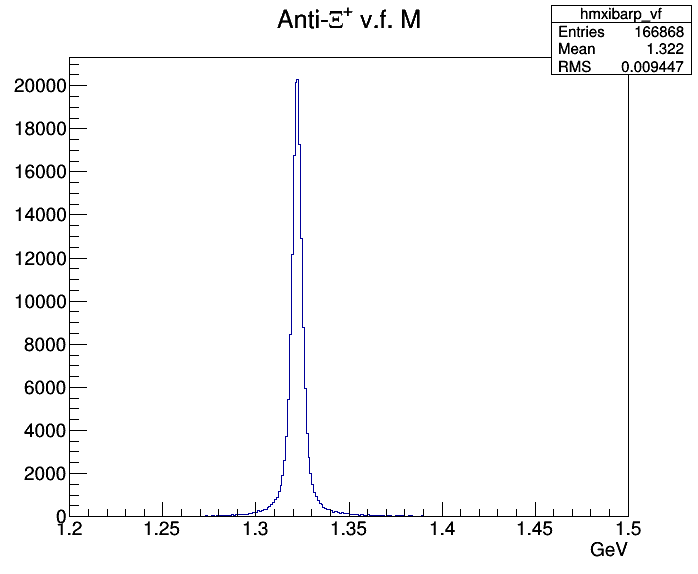 Anti-Ξ+ v.f. M
hmxibarp_vf
Entries 166868
Mean 1.322
RMS 0.009447
20000
18000
16000
14000
12000
10000
8000
6000
4000
2000
0
1.2 1.25 1.3 1.35 1.4 1.45 1.5
GeV